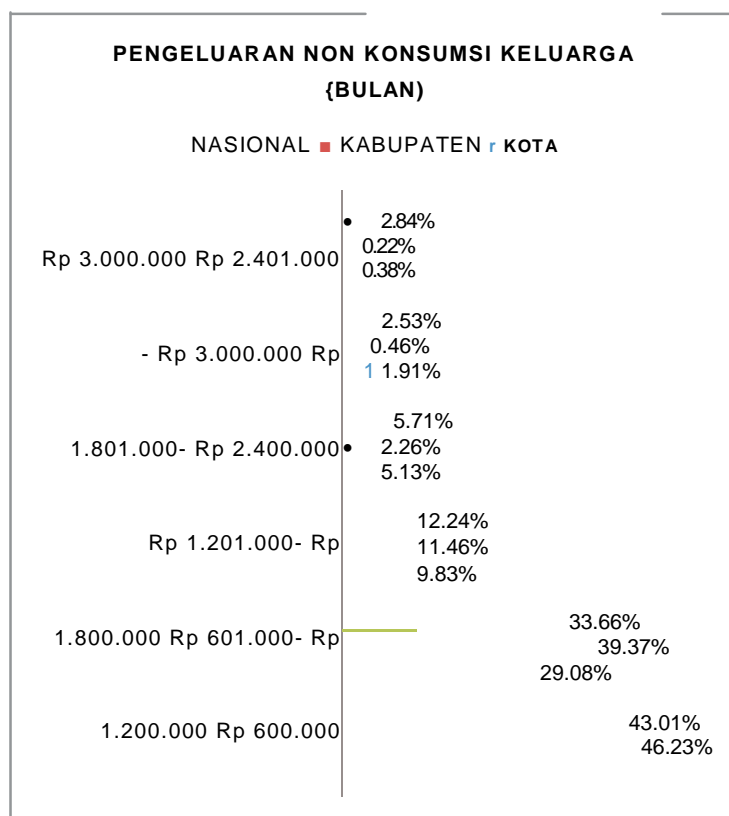 PENGELUARAN NON KONSUMSI KELUARGA
{BULAN)
NASIONAL ■ KABUPATEN r KOTA
• 2.84%
0.22%
Rp 3.000.000 Rp 2.401.000
0.38%
2.53%
0.46%
- Rp 3.000.000 Rp
1 1.91%
5.71%
1.801.000- Rp 2.400.000• 2.26%
5.13%
12.24%
Rp 1.201.000- Rp 11.46%
9.83%
33.66%
1.800.000 Rp 601.000- Rp
39.37%
29.08%
43.01%
1.200.000 Rp 600.000
46.23%